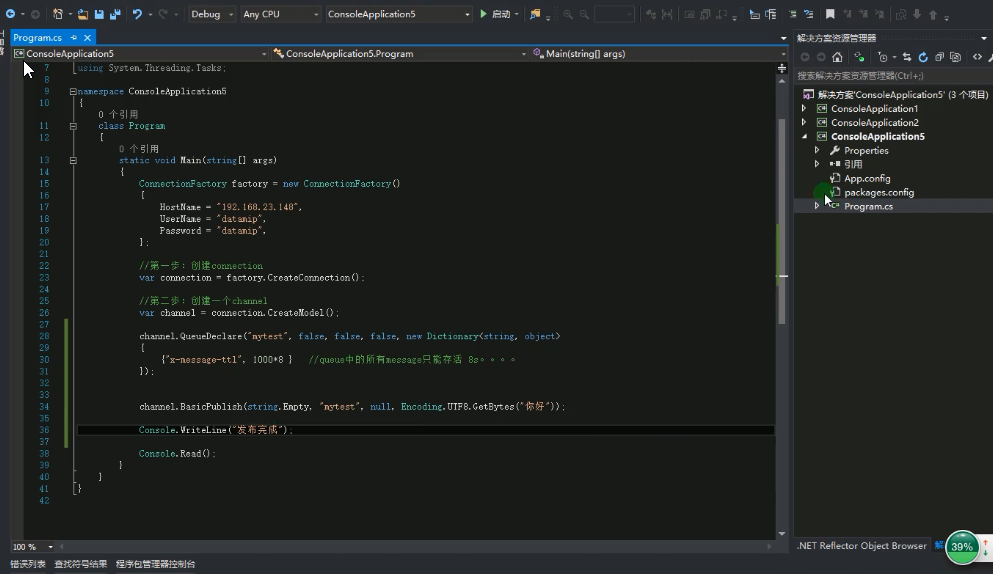 Debug
Any CPU
ConsoleApplication5
启动
Program.cs
ConsoleApplication5
ConsoleApplication5.Program
Main(string[] args)
7 using System.Threading.Tasks;
8
9 namespace ConsoleApplication5
10 {
0 个引用
11 class Program
12 {
0 个引用
13 static void Main(string[] args)
14 {
15 ConnectionFactory factory = new ConnectionFactory()
16 {
17 HostName = "192.168.23.148",
18 UserName = "datamip",
19 Password = "datamip",
20 };
21
22 //第一步：创建connection
23 var connection = factory.CreateConnection();
24
25 //第二步：创建一个channel
26 var channel = connection.CreateModel();
27
28 channel.QueueDeclare("mytest", false, false, false, new Dictionary<string, object>
29 {
30 {"x-message-ttl", 1000*8 } //queue中的所有message只能存活 8s。。。。
31 });
32
33
34 channel.BasicPublish(string.Empty, "mytest", null, Encoding.UTF8.GetBytes("你好"));
35
36 Console.WriteLine("发布完成");
37
38 Console.Read();
39 }
40 }
41 }
42
100 %
错误列表 查找符号结果 程序包管理器控制台
解决方案资源管理器
搜索解决方案资源管理器(Ctrl+;)
解决方案'ConsoleApplication5' (3 个项目)
ConsoleApplication1
ConsoleApplication2
ConsoleApplication5
Properties
引用
App.config
packages.config
Program.cs
.NET Reflector Object Browser
39%